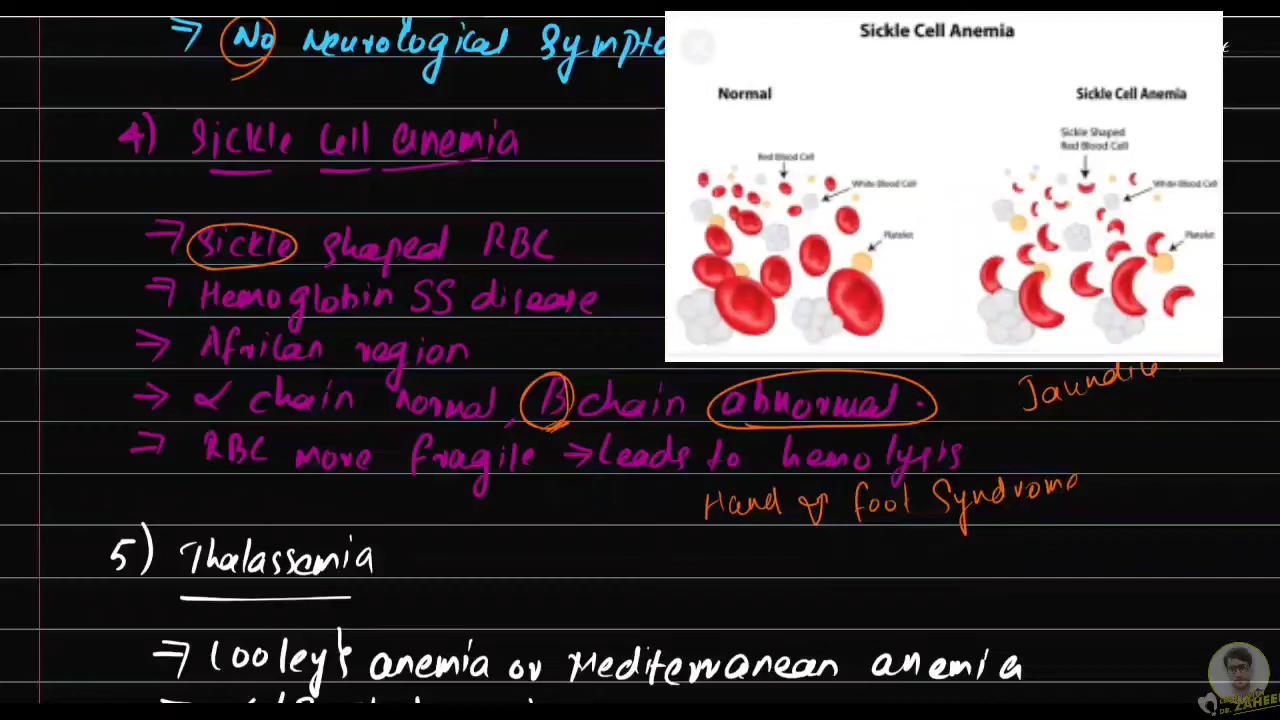 ⇒ No Neurological Sympto
Sickle Cell Anemia
Normal
Sickle Cell Anemia
Red Blood Cell
White Blood Cell
Platelet
Sickle Shaped
Red Blood Cell
White Blood Cell
Platelet
4) Sickle Cell anemia
⇒ Sickle shaped RBC
⇒ Hemoglobin SS disease
⇒ African region
⇒ α chain normal, B chain abnormal.
Jaundice
⇒ RBC more fragile ⇒ leads to hemolysis
Hand & foot Syndrome
5) Thalassemia
⇒ Cooley's anemia or Mediterranean anemia
DR. ZAHEER